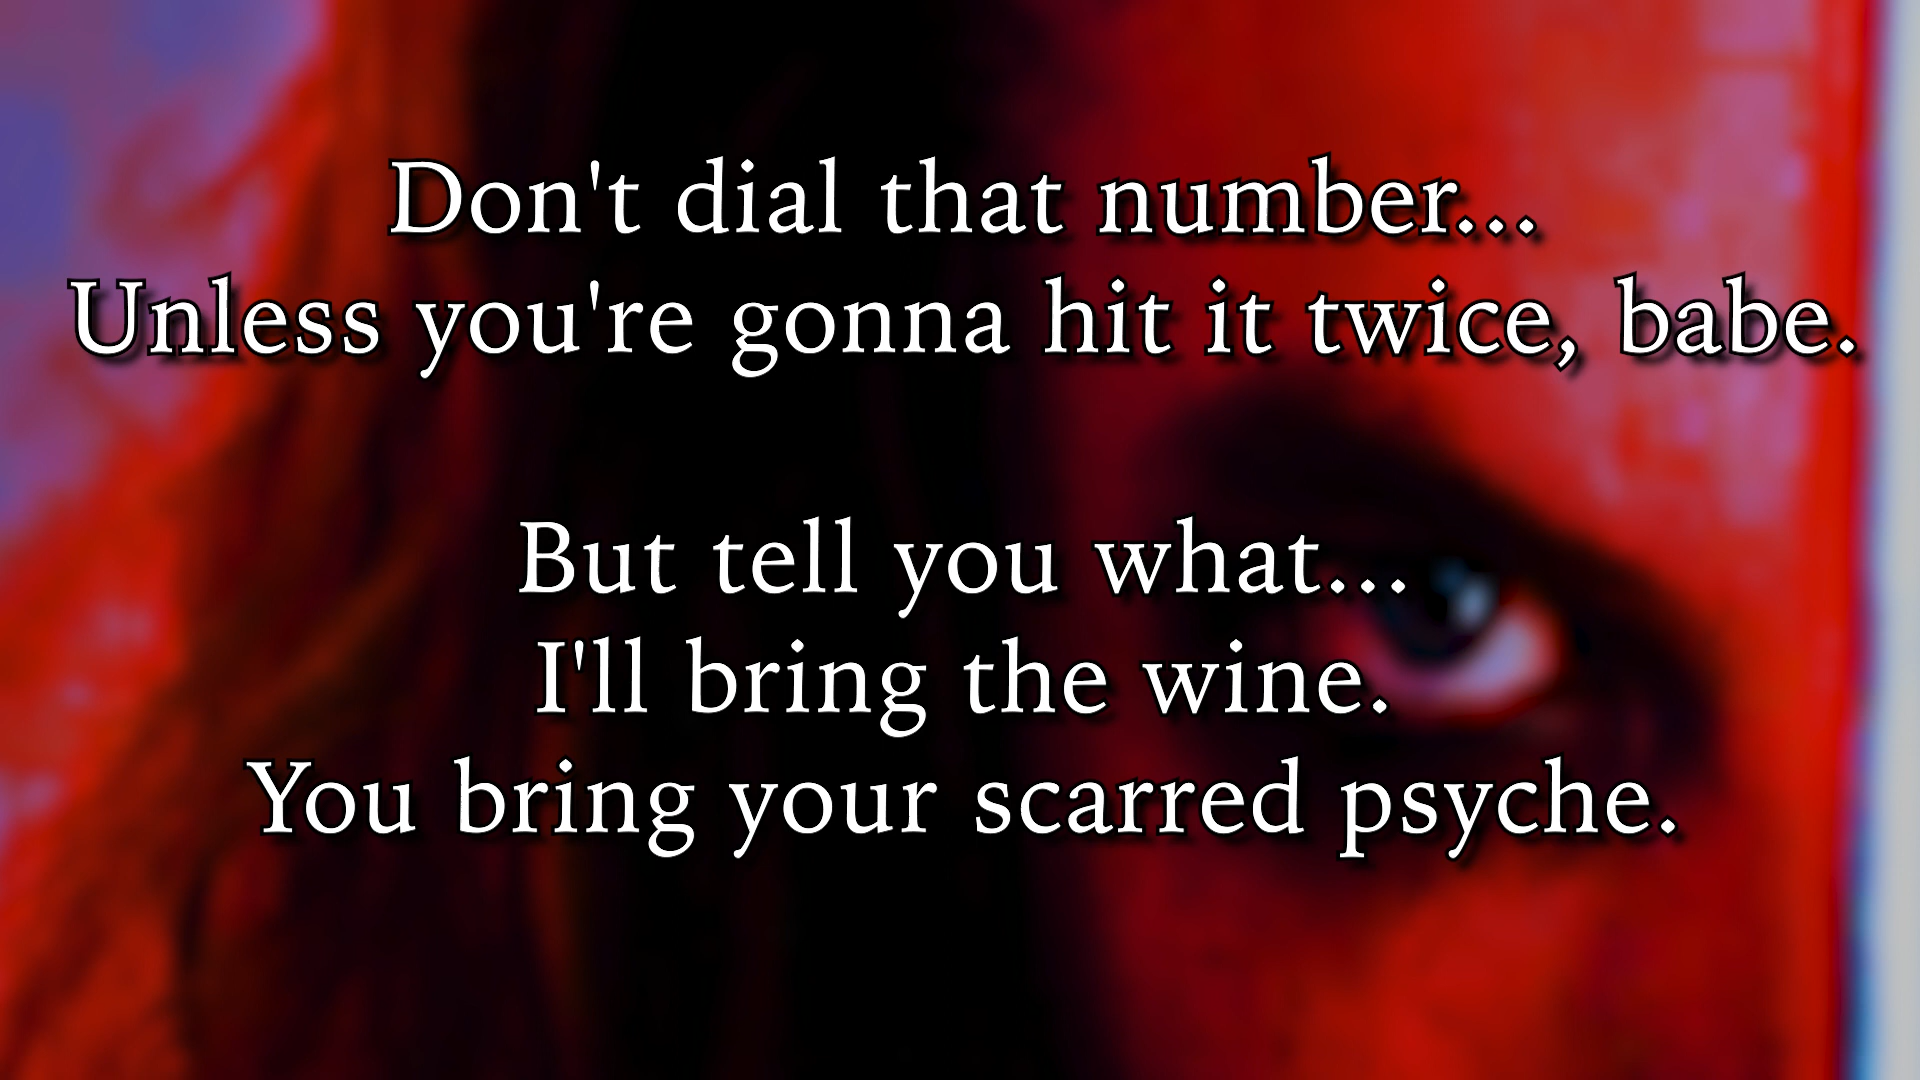 Don't dial that number...
Unless you're gonna hit it twice, babe.
But tell you what...
I'll bring the wine.
You bring your scarred psyche.